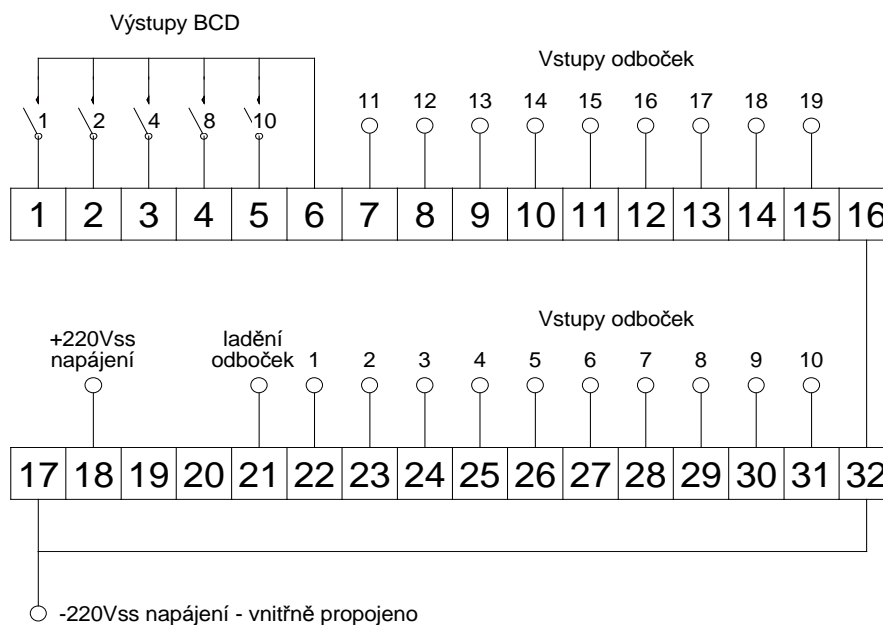 Výstupy BCD
Vstupy odboček
11 12 13 14 15 16 17 18 19
1 2 4 8 10
1 2 3 4 5 6 7 8 9 10 11 12 13 14 15 16
Vstupy odboček
+220Vss
napájení
ladění
odboček
1 2 3 4 5 6 7 8 9 10
17 18 19 20 21 22 23 24 25 26 27 28 29 30 31 32
-220Vss napájení - vnitřně propojeno